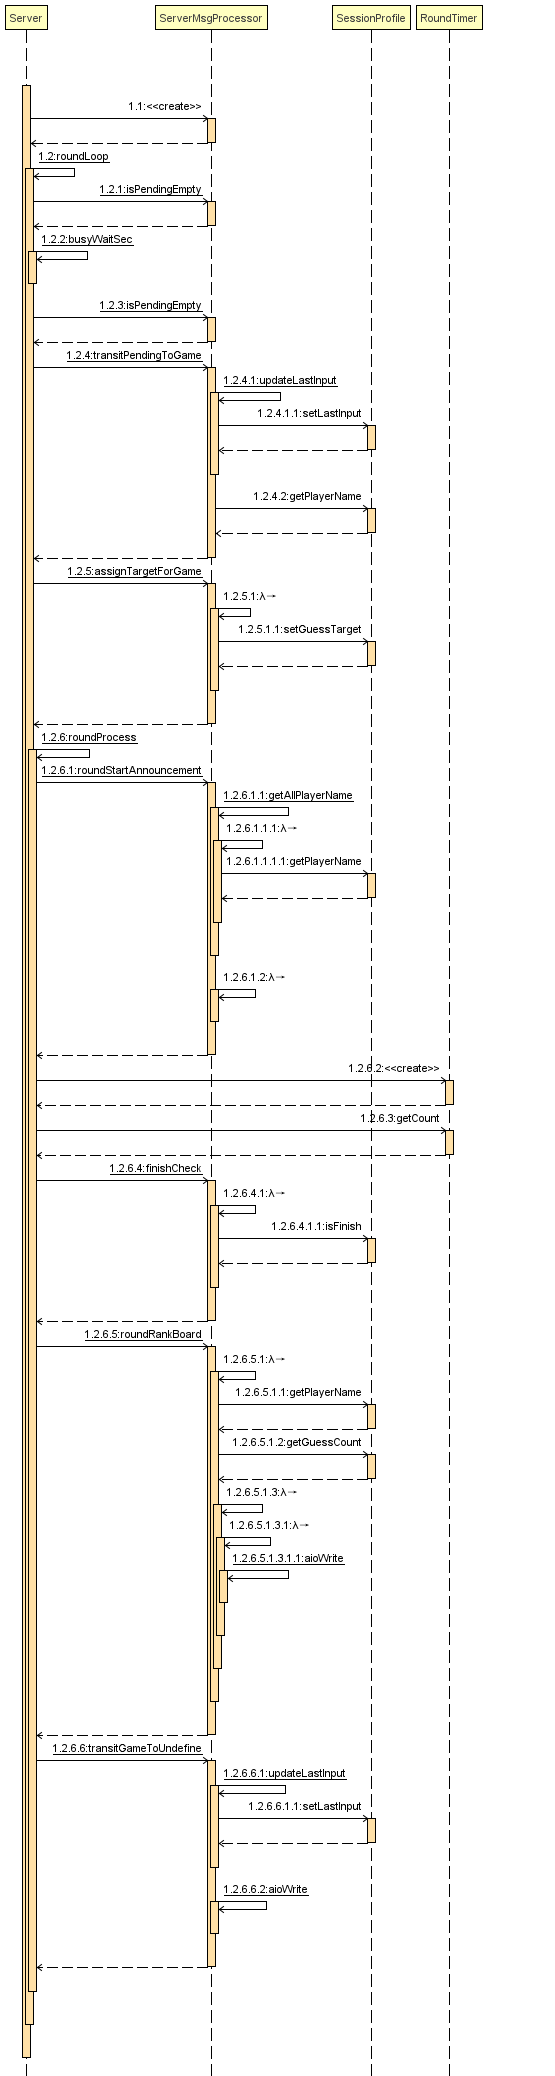 Server ServerMsgProcessor SessionProfile RoundTimer
1.1:<<create>>
1.2:roundLoop
1.2.1:isPendingEmpty
1.2.2:busyWaitSec
1.2.3:isPendingEmpty
1.2.4:transitPendingToGame
1.2.4.1:updateLastInput
1.2.4.1.1:setLastInput
1.2.4.2:getPlayerName
1.2.5:assignTargetForGame
1.2.5.1:λ→
1.2.5.1.1:setGuessTarget
1.2.6:roundProcess
1.2.6.1:roundStartAnnouncement
1.2.6.1.1:getAllPlayerName
1.2.6.1.1.1:λ→
1.2.6.1.1.1.1:getPlayerName
1.2.6.1.2:λ→
1.2.6.2:<<create>>
1.2.6.3:getCount
1.2.6.4:finishCheck
1.2.6.4.1:λ→
1.2.6.4.1.1:isFinish
1.2.6.5:roundRankBoard
1.2.6.5.1:λ→
1.2.6.5.1.1:getPlayerName
1.2.6.5.1.2:getGuessCount
1.2.6.5.1.3:λ→
1.2.6.5.1.3.1:λ→
1.2.6.5.1.3.1.1:aioWrite
1.2.6.6:transitGameToUndefine
1.2.6.6.1:updateLastInput
1.2.6.6.1.1:setLastInput
1.2.6.6.2:aioWrite